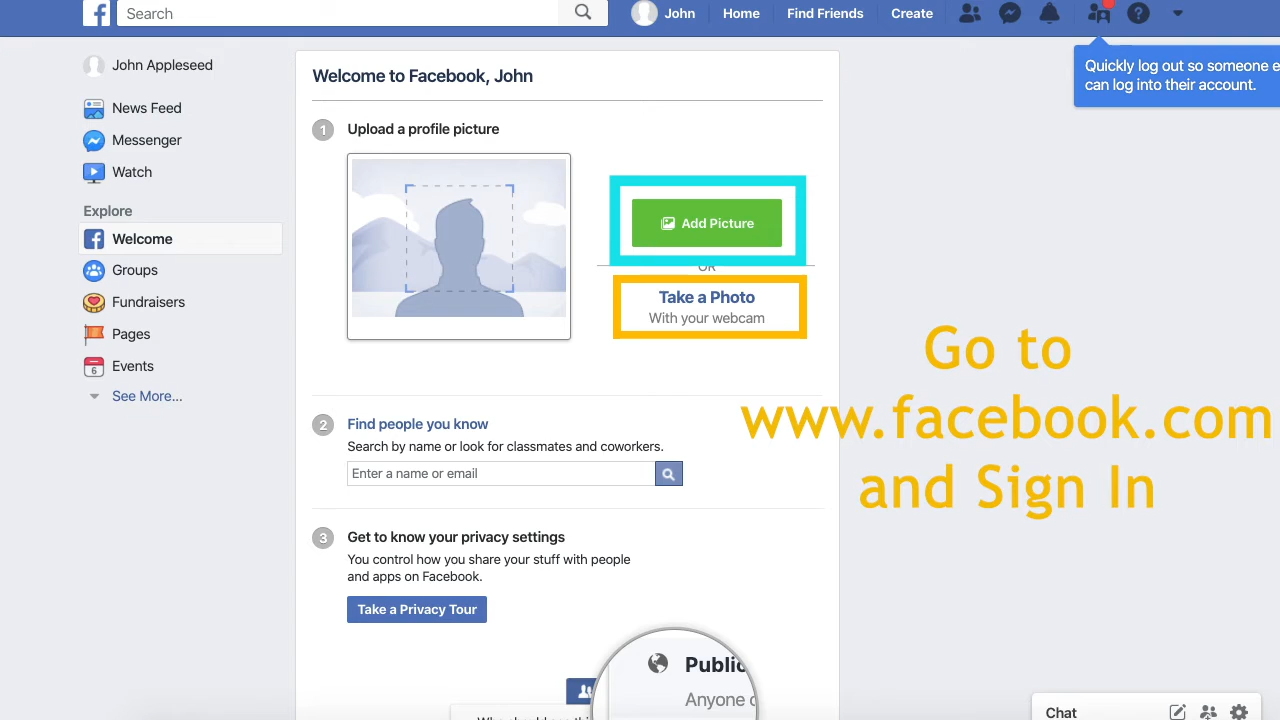 Search
John
Home
Find Friends
Create
Quickly log out so someone e
can log into their account.
John Appleseed
News Feed
Messenger
Watch
Explore
Welcome
Groups
Fundraisers
Pages
6
Events
See More...
Welcome to Facebook, John
1
Upload a profile picture
Add Picture
OR
Take a Photo
With your webcam
Go to
www.facebook.com
and Sign In
2
Find people you know
Search by name or look for classmates and coworkers.
Enter a name or email
3
Get to know your privacy settings
You control how you share your stuff with people
and apps on Facebook.
Take a Privacy Tour
Public
Anyone
Who should see thi
Chat